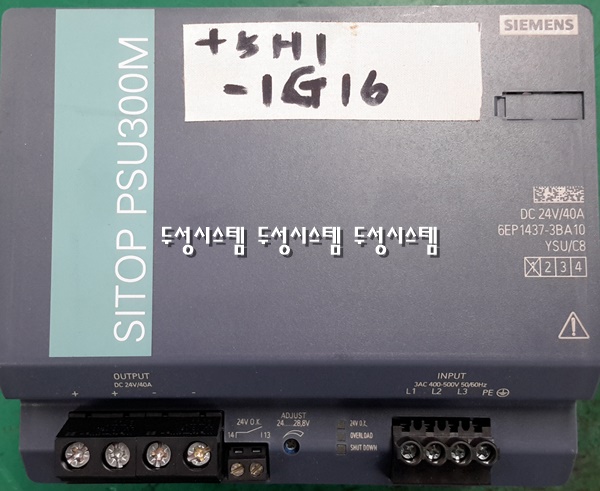 +5H1
-1G16
SIEMENS
SITOP PSU300M
DC 24V/40A
6EP1437-3BA10
YSU/C8
1 2 3 4
두성시스템 두성시스템 두성시스템
OUTPUT
DC 24V/40A
+ + - -
24V O.K.
14 13
ADJUST
24....28,8V
24V O.K.
OVERLOAD
SHUT DOWN
INPUT
3AC 400-500V 50/60Hz
L1 L2 L3 PE